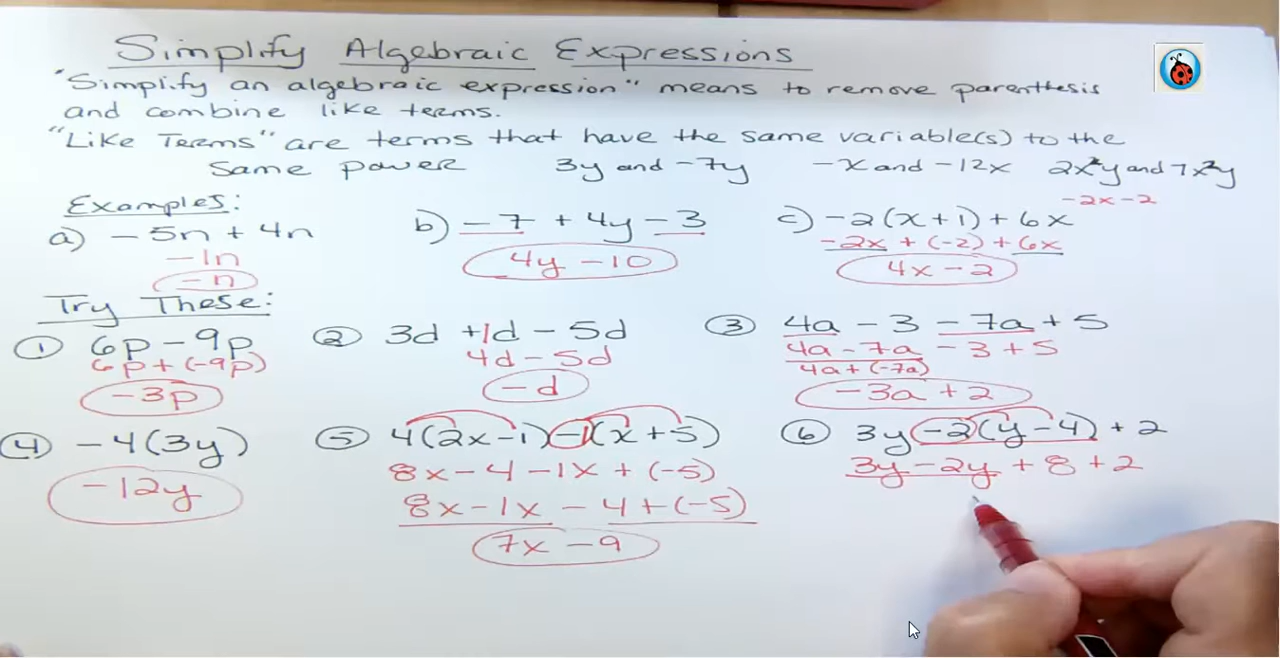 Simplify Algebraic Expressions
"Simplify an algebraic expression" means to remove parenthesis
and combine like terms.
"Like Terms" are terms that have the same variable(s) to the
same power 3y and -7y -x and -12x 2x²y and 7x²y
Examples:
a) -5n + 4n
-1n
-n
b) -7 + 4y - 3
4y - 10
c) -2(x+1) + 6x
-2x - 2
-2x + (-2) + 6x
4x - 2
Try These:
① 6p - 9p
6p + (-9p)
-3p
② 3d + 1d - 5d
4d - 5d
-d
③ 4a - 3 - 7a + 5
4a - 7a - 3 + 5
4a + (-7a)
-3a + 2
④ -4(3y)
-12y
⑤ 4(2x - 1) - 1(x + 5)
8x - 4 - 1x + (-5)
8x - 1x - 4 + (-5)
7x - 9
⑥ 3y - 2(y - 4) + 2
3y - 2y + 8 + 2